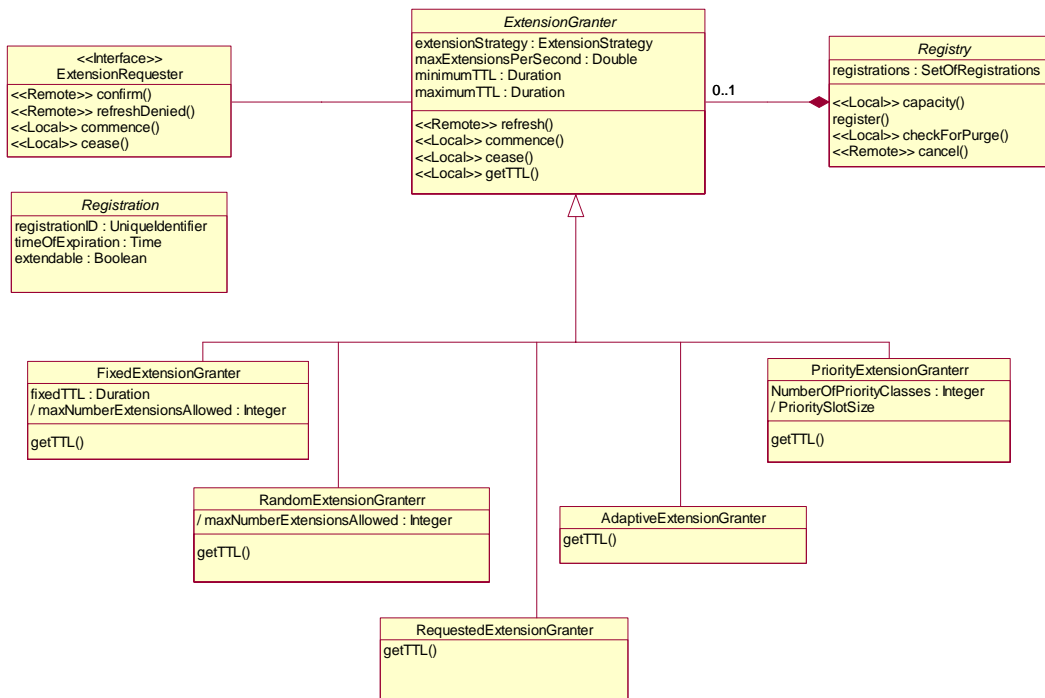 <<Interface>>
ExtensionRequester
<<Remote>> confirm()
<<Remote>> refreshDenied()
<<Local>> commence()
<<Local>> cease()
ExtensionGranter
extensionStrategy : ExtensionStrategy
maxExtensionsPerSecond : Double
minimumTTL : Duration
maximumTTL : Duration
<<Remote>> refresh()
<<Local>> commence()
<<Local>> cease()
<<Local>> getTTL()
0..1
Registry
registrations : SetOfRegistrations
<<Local>> capacity()
register()
<<Local>> checkForPurge()
<<Remote>> cancel()
Registration
registrationID : UniqueIdentifier
timeOfExpiration : Time
extendable : Boolean
FixedExtensionGranter
fixedTTL : Duration
/ maxNumberExtensionsAllowed : Integer
getTTL()
PriorityExtensionGranterr
NumberOfPriorityClasses : Integer
/ PrioritySlotSize
getTTL()
RandomExtensionGranterr
/ maxNumberExtensionsAllowed : Integer
getTTL()
AdaptiveExtensionGranter
getTTL()
RequestedExtensionGranter
getTTL()